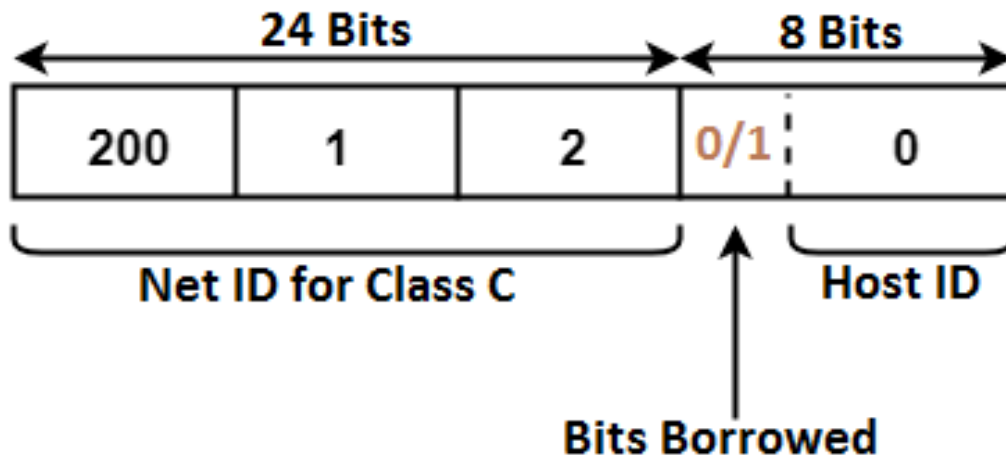 24 Bits 8 Bits
200 1 2 0/1 0
Net ID for Class C Host ID
Bits Borrowed